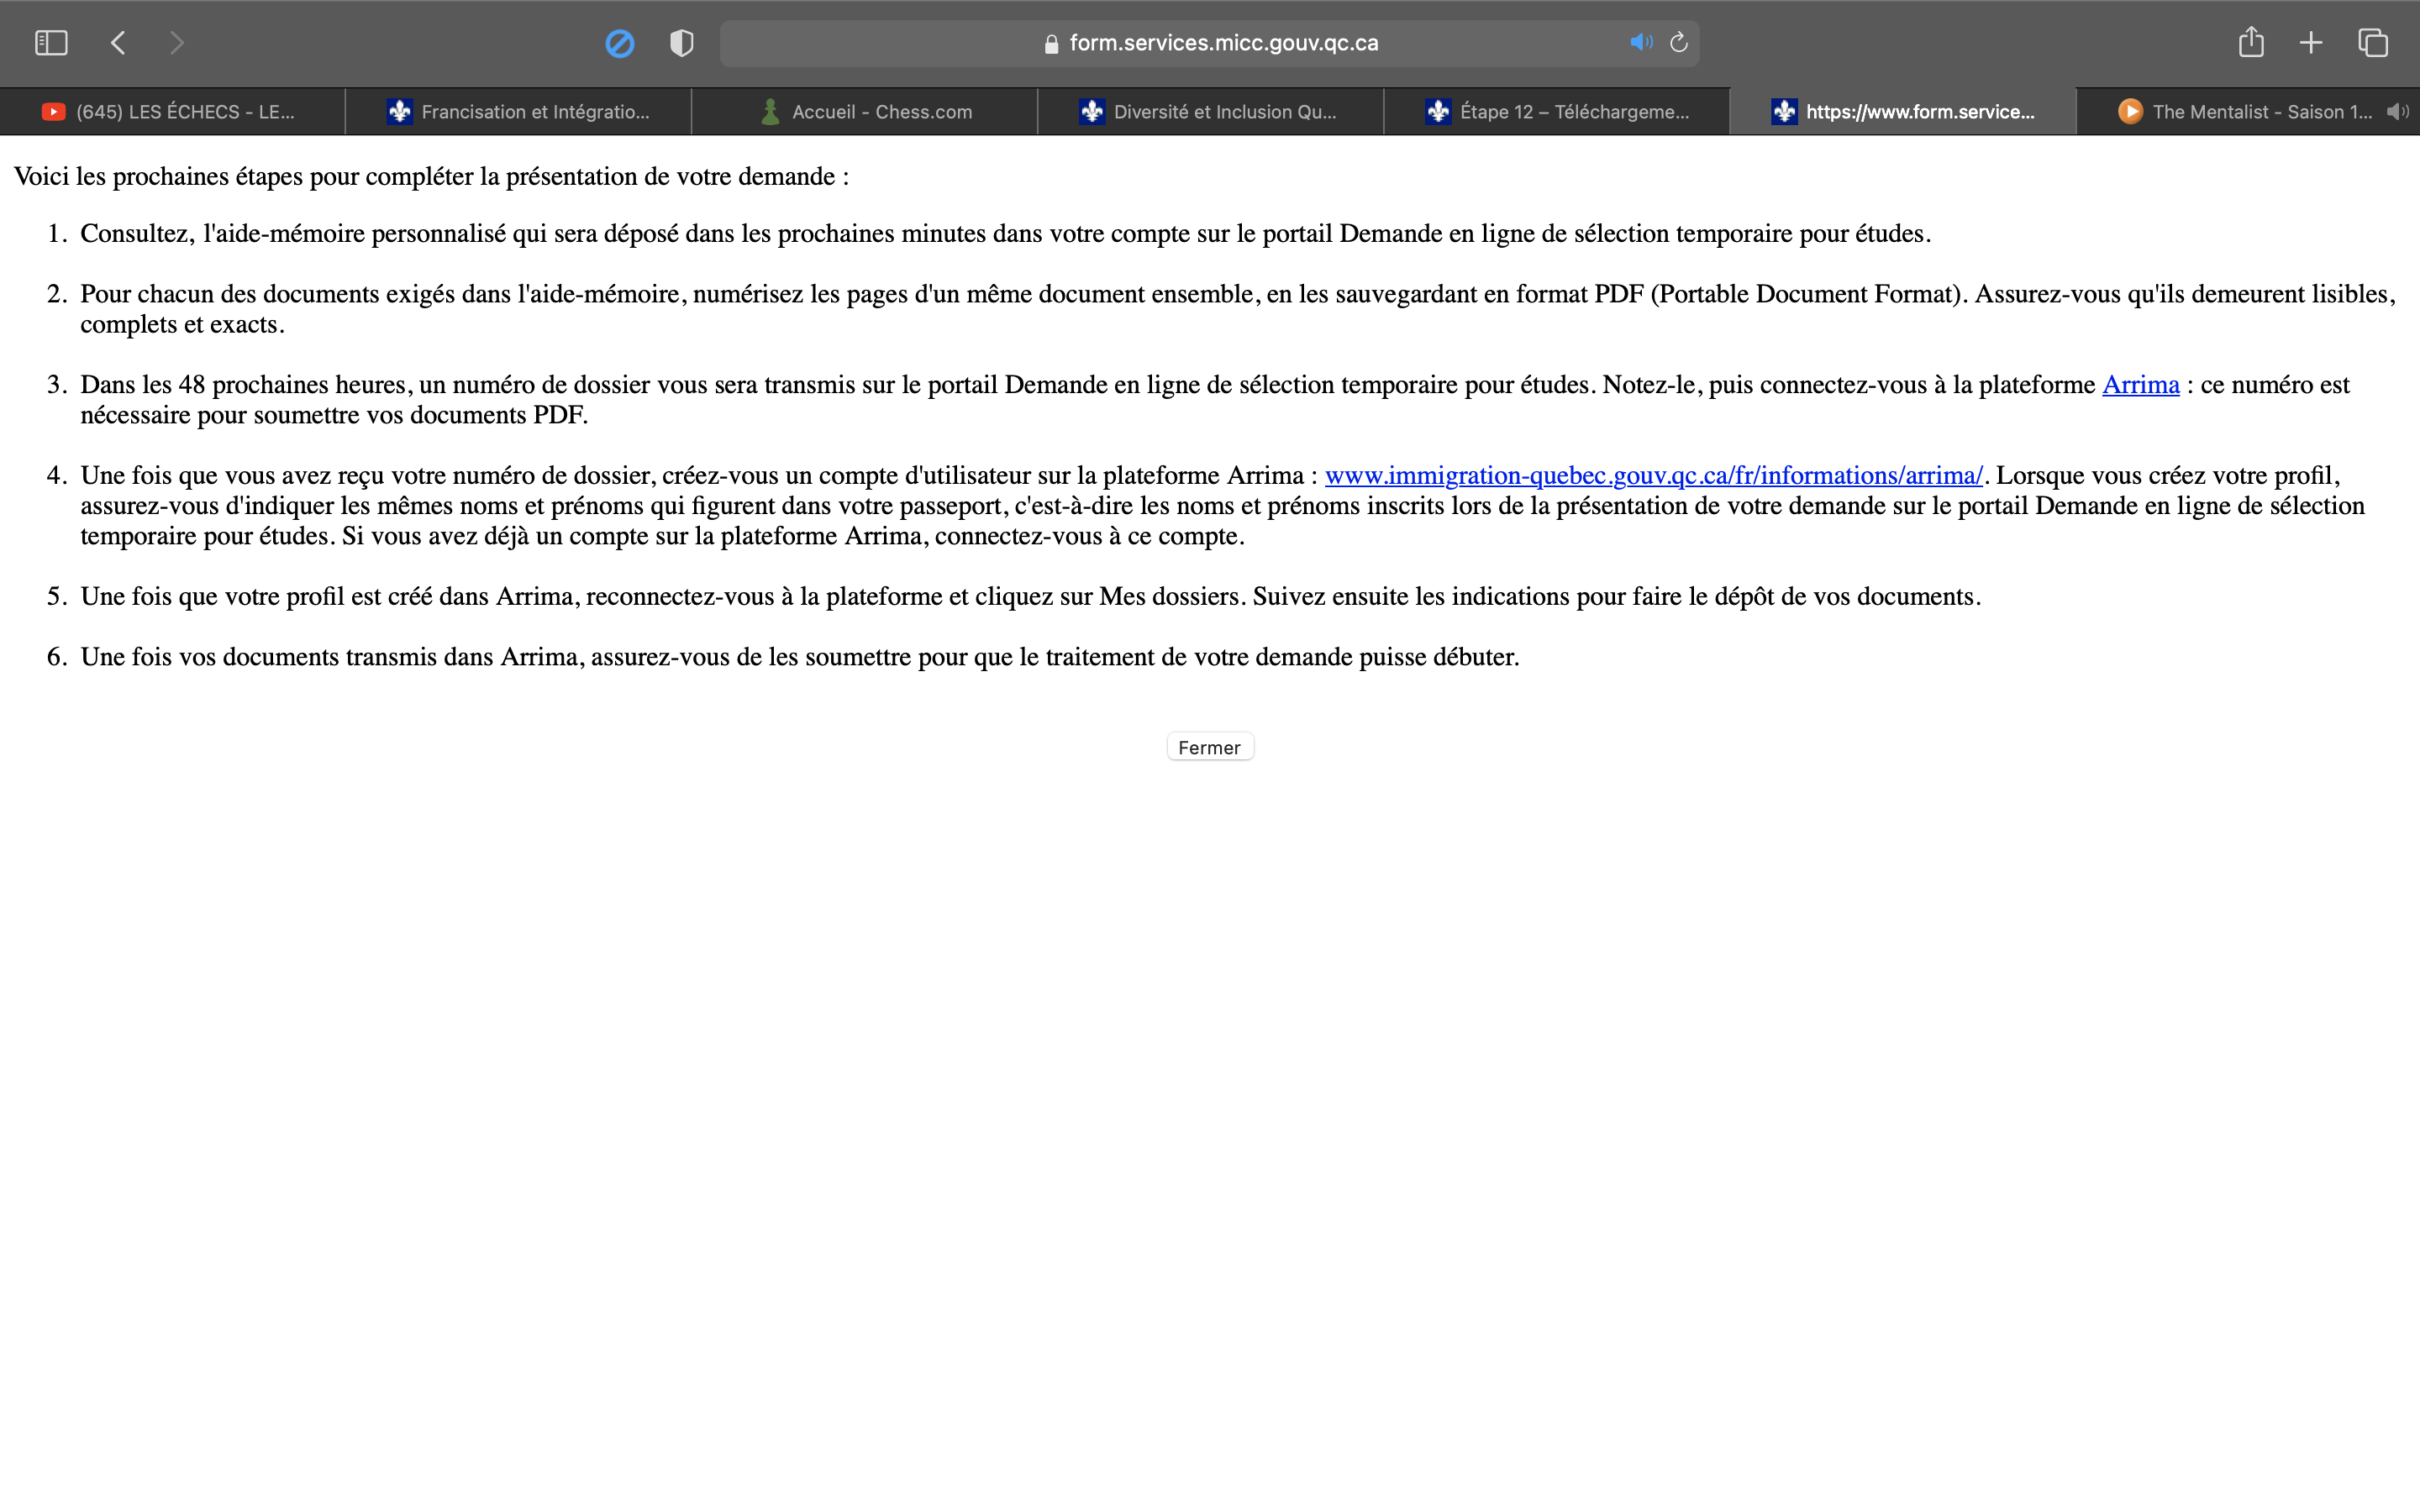 form.services.micc.gouv.qc.ca
(645) LES ÉCHECS - LE...
Francisation et Intégratio...
Accueil - Chess.com
Diversité et Inclusion Qu...
Étape 12 – Téléchargeme...
https://www.form.service...
The Mentalist - Saison 1...
Voici les prochaines étapes pour compléter la présentation de votre demande :
1. Consultez, l'aide-mémoire personnalisé qui sera déposé dans les prochaines minutes dans votre compte sur le portail Demande en ligne de sélection temporaire pour études.
2. Pour chacun des documents exigés dans l'aide-mémoire, numérisez les pages d'un même document ensemble, en les sauvegardant en format PDF (Portable Document Format). Assurez-vous qu'ils demeurent lisibles,
complets et exacts.
3. Dans les 48 prochaines heures, un numéro de dossier vous sera transmis sur le portail Demande en ligne de sélection temporaire pour études. Notez-le, puis connectez-vous à la plateforme Arrima : ce numéro est
nécessaire pour soumettre vos documents PDF.
4. Une fois que vous avez reçu votre numéro de dossier, créez-vous un compte d'utilisateur sur la plateforme Arrima : www.immigration-quebec.gouv.qc.ca/fr/informations/arrima/. Lorsque vous créez votre profil,
assurez-vous d'indiquer les mêmes noms et prénoms qui figurent dans votre passeport, c'est-à-dire les noms et prénoms inscrits lors de la présentation de votre demande sur le portail Demande en ligne de sélection
temporaire pour études. Si vous avez déjà un compte sur la plateforme Arrima, connectez-vous à ce compte.
5. Une fois que votre profil est créé dans Arrima, reconnectez-vous à la plateforme et cliquez sur Mes dossiers. Suivez ensuite les indications pour faire le dépôt de vos documents.
6. Une fois vos documents transmis dans Arrima, assurez-vous de les soumettre pour que le traitement de votre demande puisse débuter.
Fermer